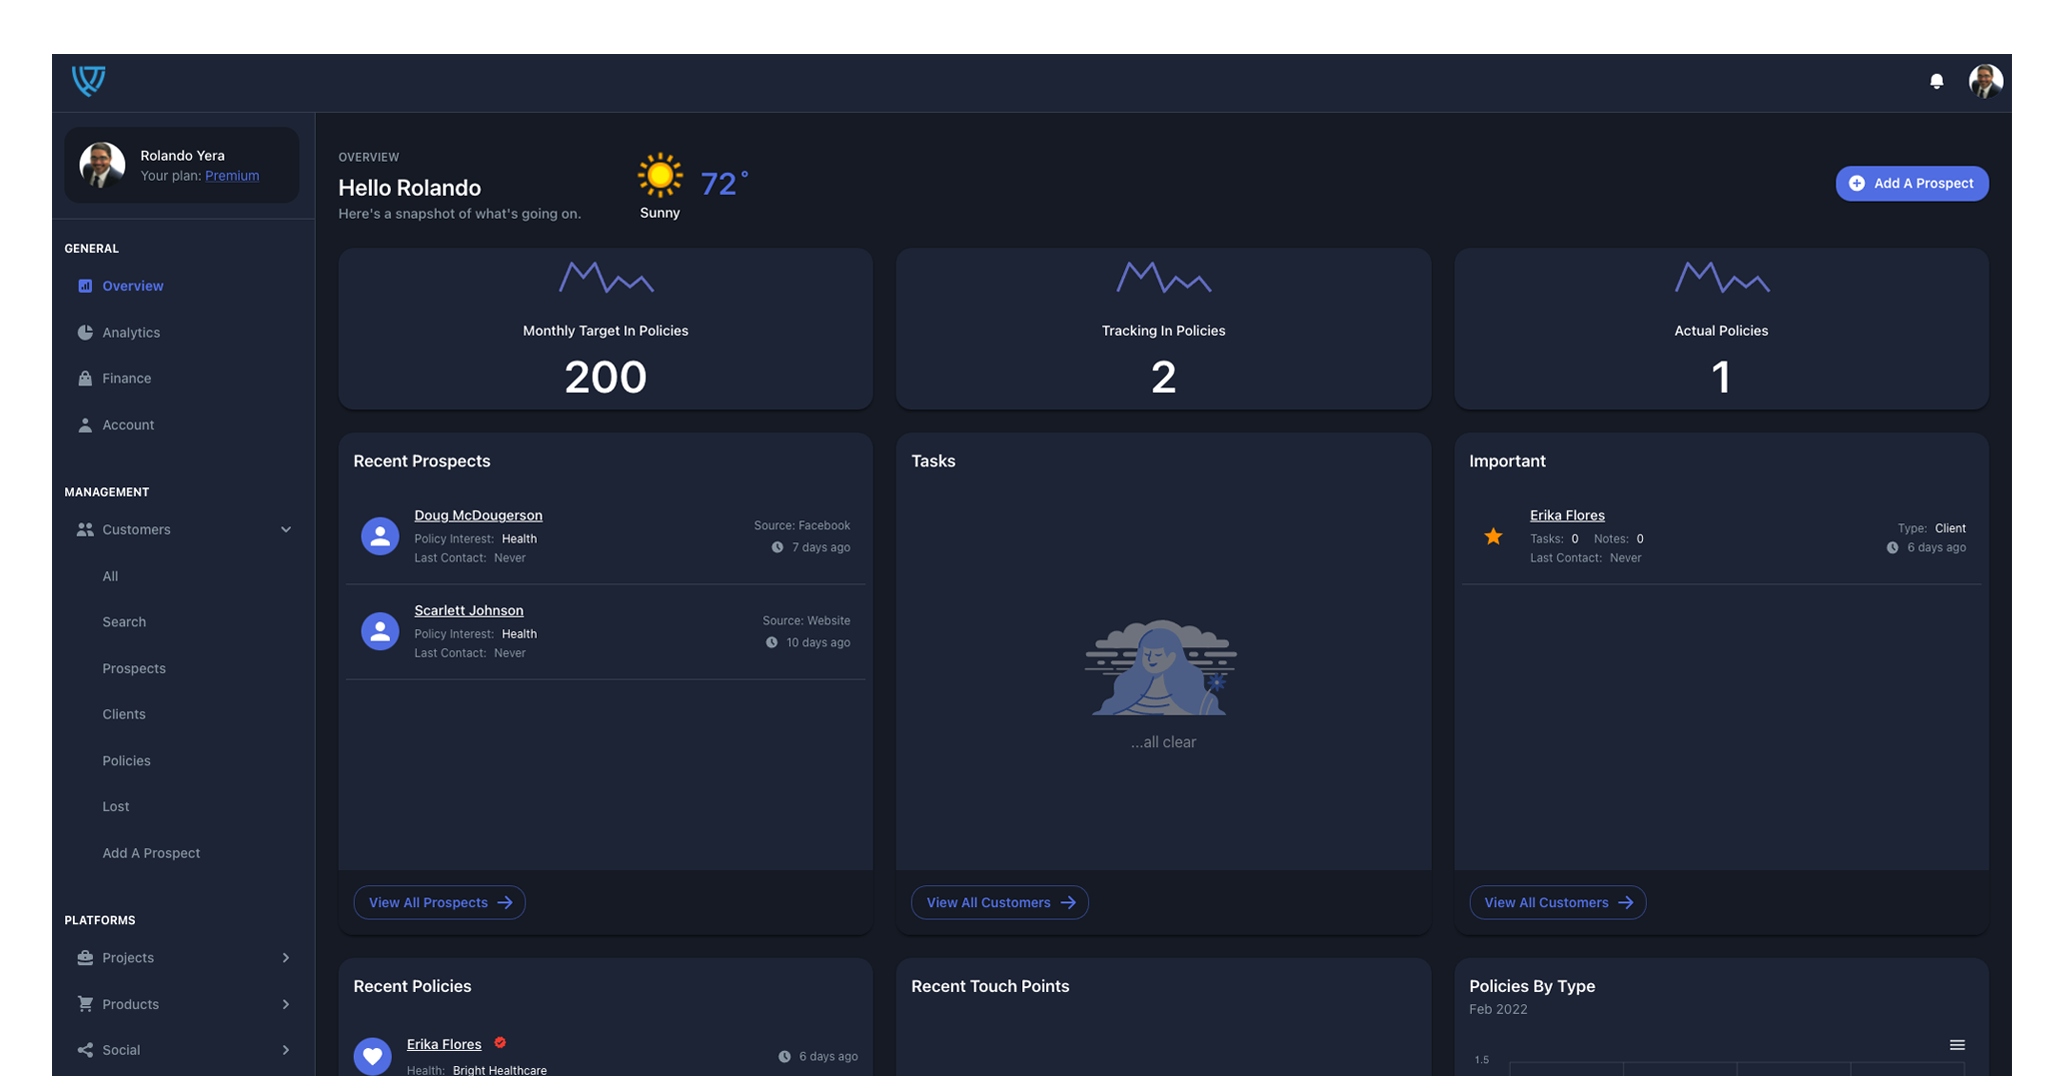 Rolando Yera
Your plan: Premium
GENERAL
Overview
Analytics
Finance
Account
MANAGEMENT
Customers
All
Search
Prospects
Clients
Policies
Lost
Add A Prospect
PLATFORMS
Projects
Products
Social
OVERVIEW
Hello Rolando
Here's a snapshot of what's going on.
Sunny
72°
Add A Prospect
Monthly Target In Policies
200
Tracking In Policies
2
Actual Policies
1
Recent Prospects
Doug McDougerson
Policy Interest: Health
Last Contact: Never
Source: Facebook
7 days ago
Scarlett Johnson
Policy Interest: Health
Last Contact: Never
Source: Website
10 days ago
View All Prospects
Tasks
...all clear
View All Customers
Important
Erika Flores
Tasks: 0 Notes: 0
Last Contact: Never
Type: Client
6 days ago
View All Customers
Recent Policies
Erika Flores
Health: Bright Healthcare
6 days ago
Recent Touch Points
Policies By Type
Feb 2022
1.5